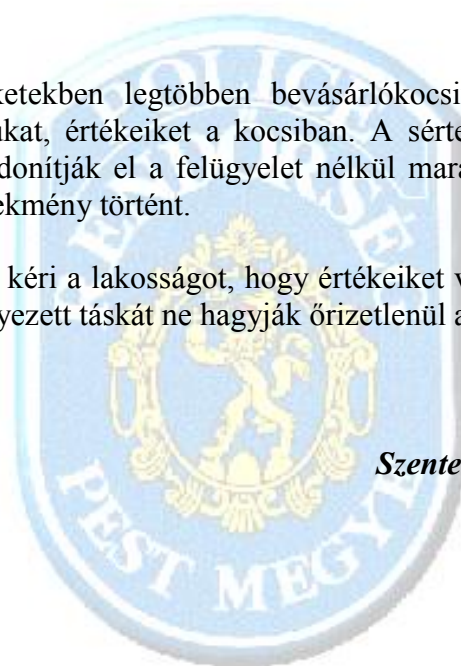 ketekben legtöbben bevásárlókocsi
nkat, értékeiket a kocsiban. A sérte
donítják el a felügyelet nélkül mara
ekmény történt.
kéri a lakosságot, hogy értékeiket v
yezett táskát ne hagyják őrizetlenül a
Szente
PEST MEGY